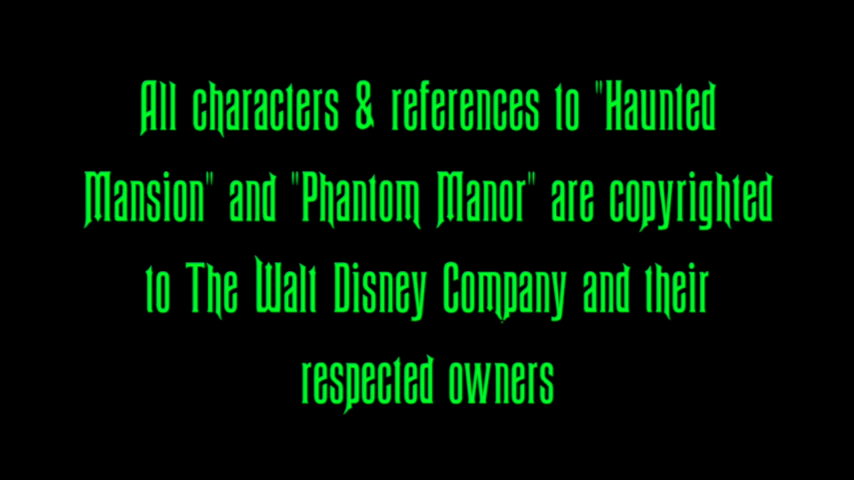 All characters & references to "Haunted
Mansion" and "Phantom Manor" are copyrighted
to The Walt Disney Company and their
respected owners